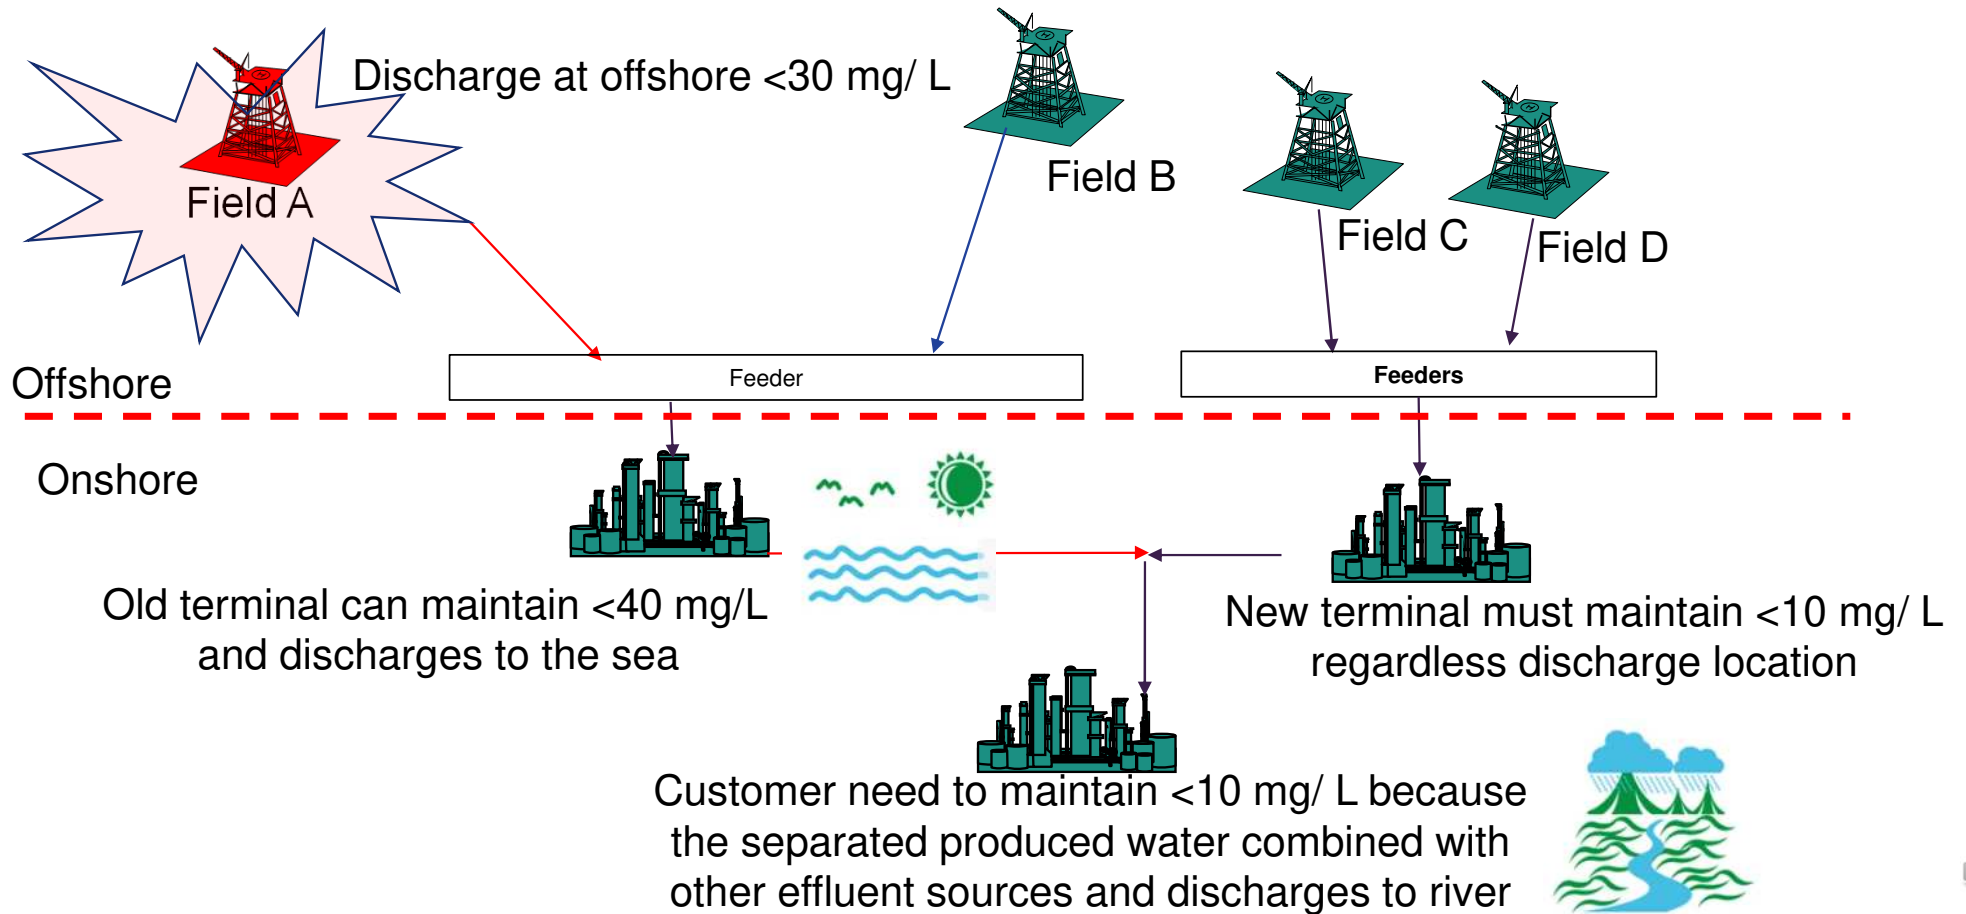 Discharge at offshore <30 mg/ L
Field A
Field B
Field C
Field D
Feeder
Feeders
Offshore
Onshore
Old terminal can maintain <40 mg/L
and discharges to the sea
New terminal must maintain <10 mg/ L
regardless discharge location
Customer need to maintain <10 mg/ L because
the separated produced water combined with
other effluent sources and discharges to river